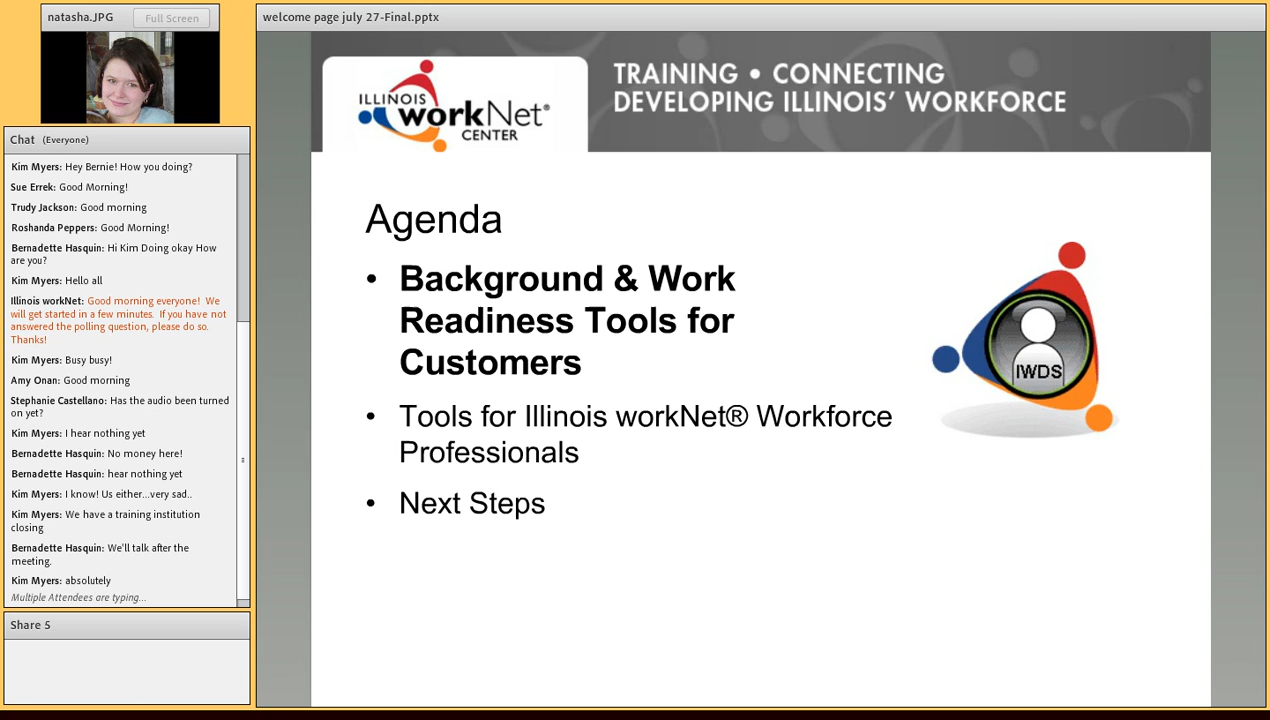 natasha.JPG
Full Screen
Chat (Everyone)
Kim Myers: Hey Bernie! How you doing?
Sue Errek: Good Morning!
Trudy Jackson: Good morning
Roshanda Peppers: Good Morning!
Bernadette Hasquin: Hi Kim Doing okay How
are you?
Kim Myers: Hello all
Illinois workNet: Good morning everyone! We
will get started in a few minutes. If you have not
answered the polling question, please do so.
Thanks!
Kim Myers: Busy busy!
Amy Onan: Good morning
Stephanie Castellano: Has the audio been turned
on yet?
Kim Myers: I hear nothing yet
Bernadette Hasquin: No money here!
Bernadette Hasquin: hear nothing yet
Kim Myers: I know! Us either...very sad..
Kim Myers: We have a training institution
closing
Bernadette Hasquin: We'll talk after the
meeting.
Kim Myers: absolutely
Multiple Attendees are typing...
Share 5
welcome page july 27-Final.pptx
ILLINOIS
workNet®
CENTER
TRAINING • CONNECTING
DEVELOPING ILLINOIS' WORKFORCE
Agenda
• Background & Work
Readiness Tools for
Customers
• Tools for Illinois workNet® Workforce
Professionals
• Next Steps
IWDS